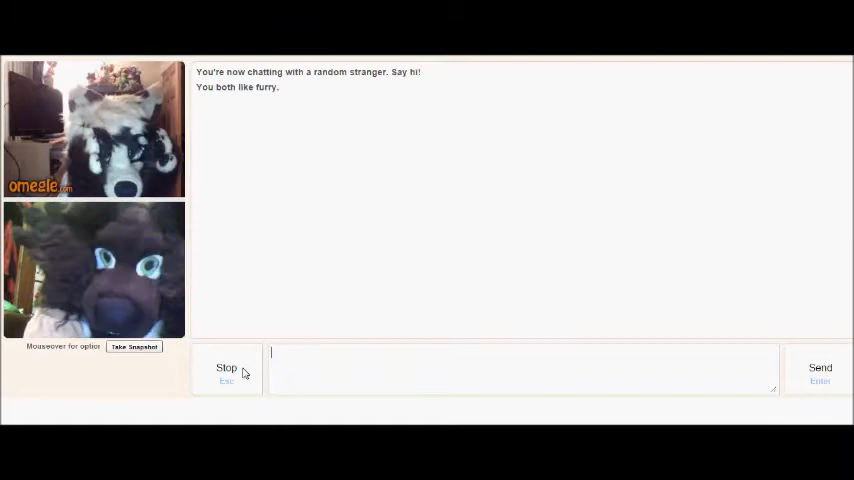 You're now chatting with a random stranger. Say hi!
You both like furry.
omegle.com
Mouseover for option
Take Snapshot
Stop
Esc
Send
Enter